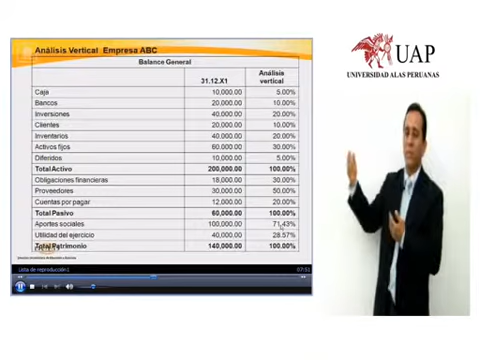 Análisis Vertical Empresa ABC
Balance General
31.12.X1 Análisis vertical
Caja 10,000.00 5.00%
Bancos 20,000.00 10.00%
Inversiones 40,000.00 20.00%
Clientes 20,000.00 10.00%
Inventarios 40,000.00 20.00%
Activos fijos 60,000.00 30.00%
Diferidos 10,000.00 5.00%
Total Activo 200,000.00 100.00%
Obligaciones financieras 18,000.00 30.00%
Proveedores 30,000.00 50.00%
Cuentas por pagar 12,000.00 20.00%
Total Pasivo 60,000.00 100.00%
Aportes sociales 100,000.00 71.43%
Utilidad del ejercicio 40,000.00 28.57%
Total Patrimonio 140,000.00 100.00%
Lista de reproducción1 07:51
UAP
UNIVERSIDAD ALAS PERUANAS